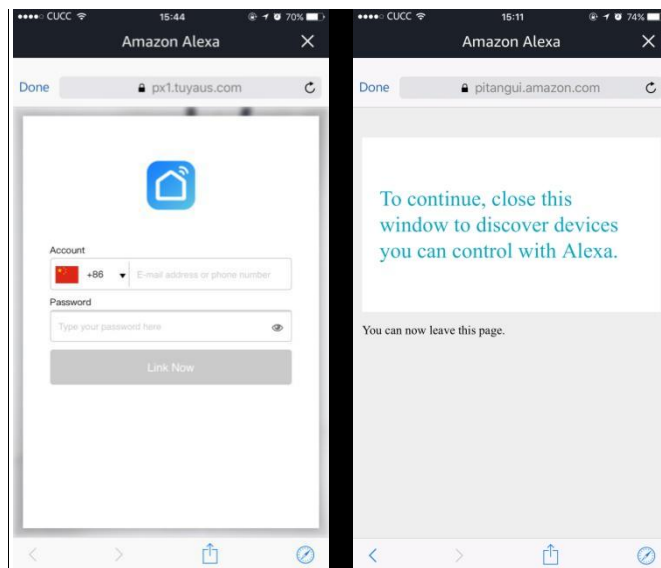 CUCC 15:44 70%
Amazon Alexa
Done px1.tuyaus.com
Account
+86 E-mail address or phone number
Password
Type your password here
Link Now
CUCC 15:11 74%
Amazon Alexa
Done pitangui.amazon.com
To continue, close this
window to discover devices
you can control with Alexa.
You can now leave this page.